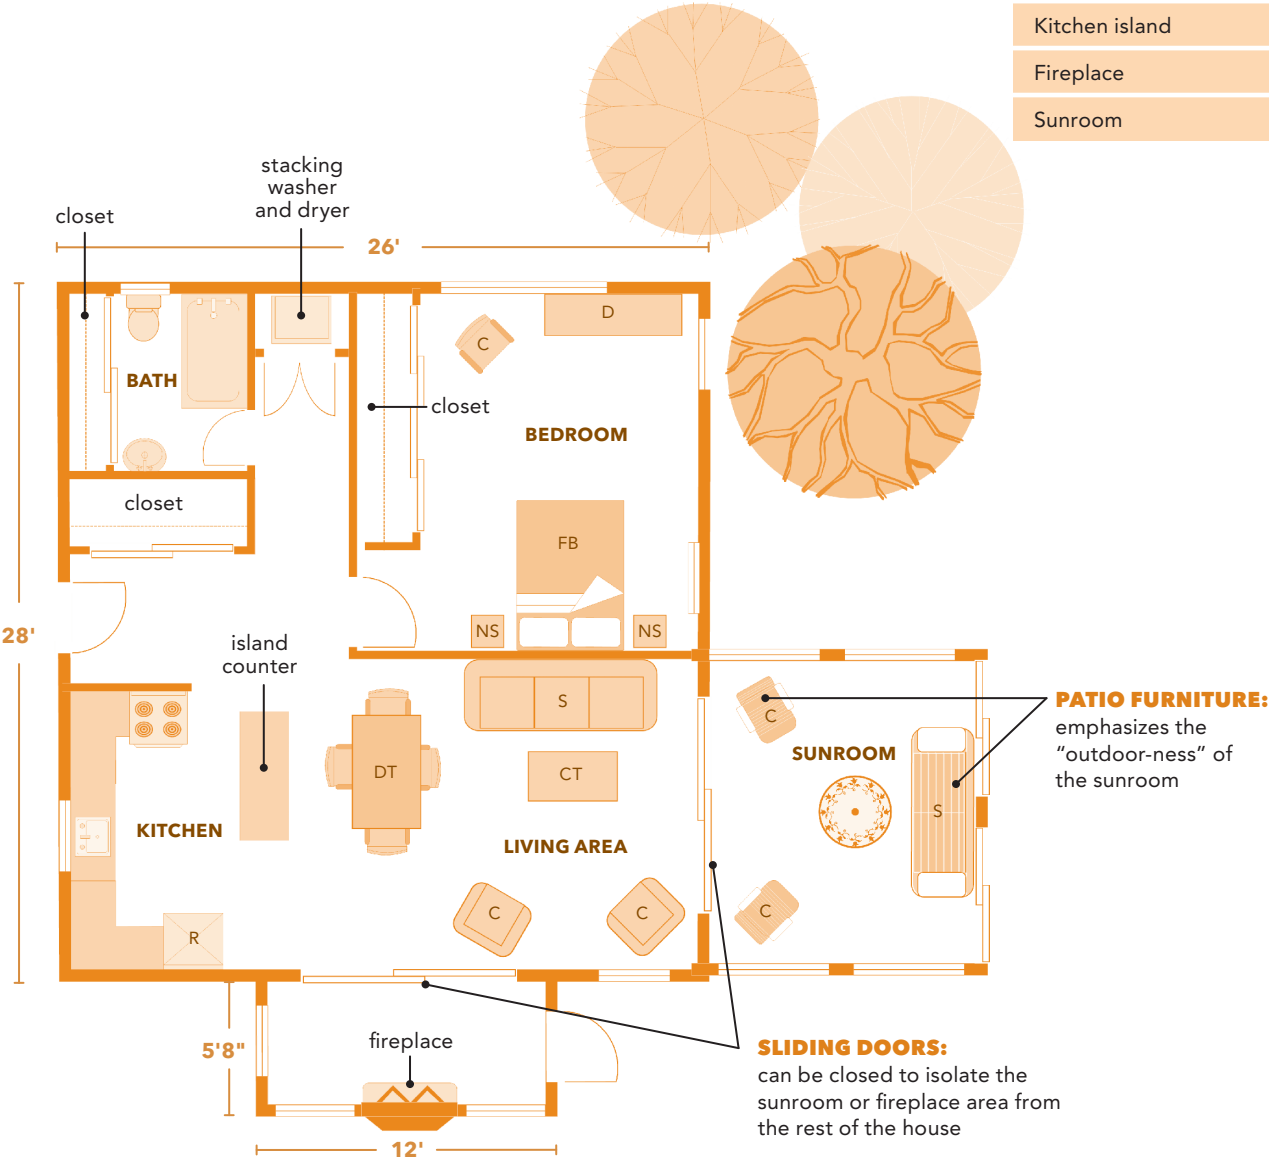 Kitchen island
Fireplace
Sunroom
stacking
washer
and dryer
closet
26'
D
C
BATH
closet
BEDROOM
closet
FB
28'
NS
NS
island
counter
S
C
PATIO FURNITURE:
emphasizes the
“outdoor-ness” of
the sunroom
SUNROOM
DT
CT
S
KITCHEN
LIVING AREA
C
C
C
R
5'8"
fireplace
SLIDING DOORS:
can be closed to isolate the
sunroom or fireplace area from
the rest of the house
12'